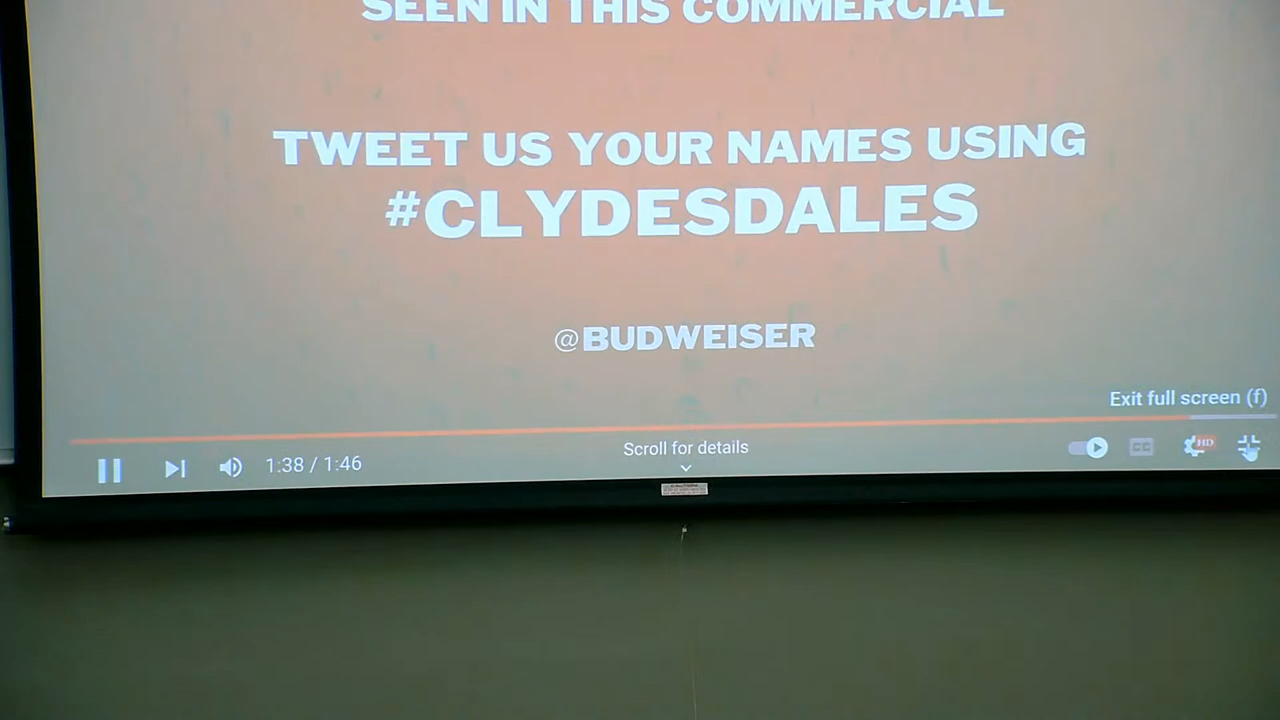 SEEN IN THIS COMMERCIAL
TWEET US YOUR NAMES USING
#CLYDESDALES
@BUDWEISER
Exit full screen (f)
Scroll for details
1:38 / 1:46
CC
HD